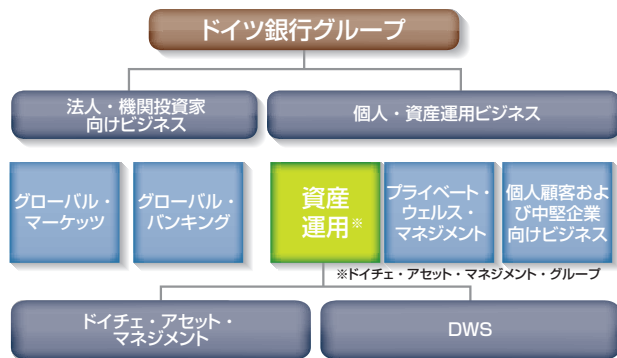 ドイツ銀行グループ
法人・機関投資家
向けビジネス
個人・資産運用ビジネス
グローバル・
マーケッツ
グローバル・
バンキング
資産
運用※
プライベート・
ウェルス・
マネジメント
個人顧客およ
び中堅企業
向けビジネス
※ドイチェ・アセット・マネジメント・グループ
ドイチェ・アセット・
マネジメント
DWS